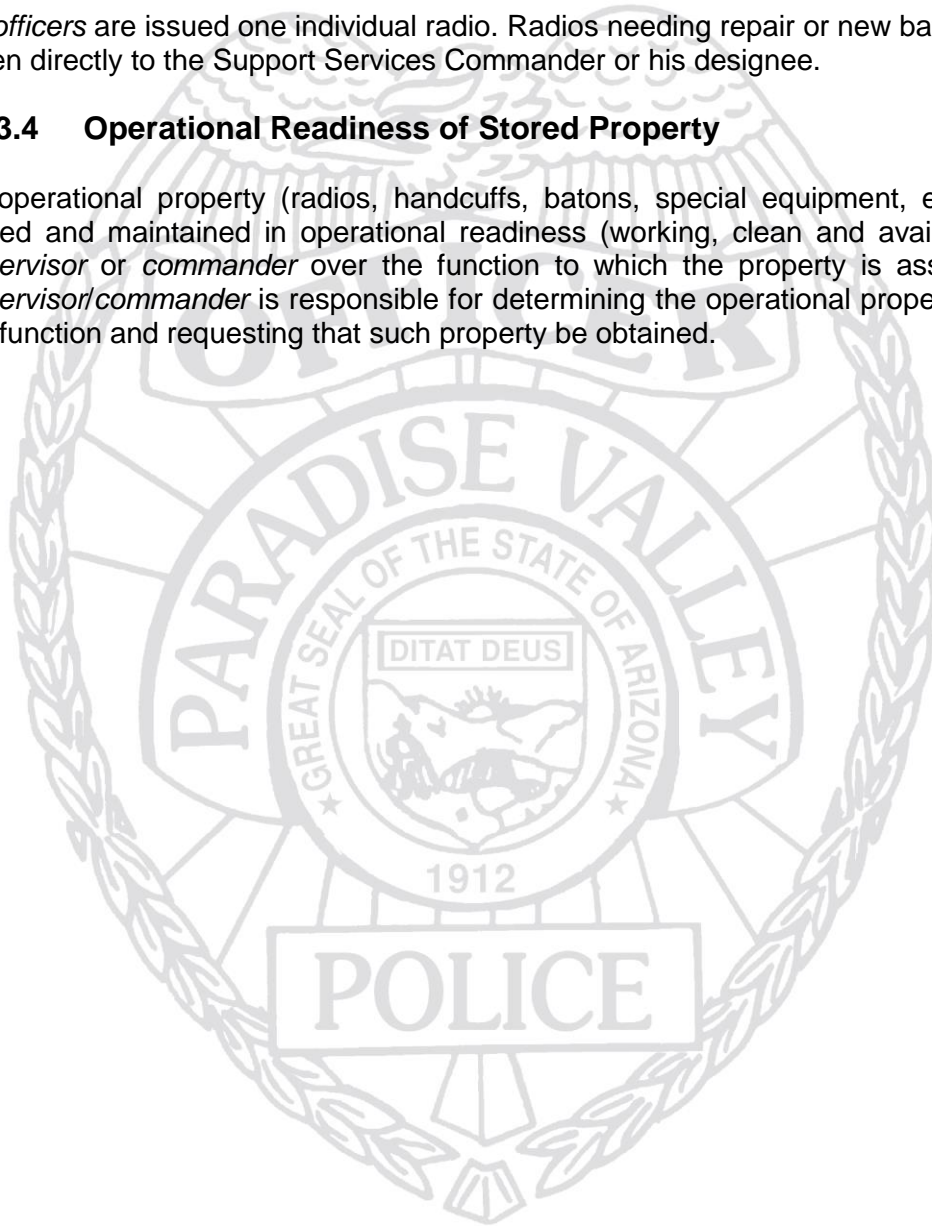 officers are issued one individual radio. Radios needing repair or new ba
en directly to the Support Services Commander or his designee.
3.4 Operational Readiness of Stored Property
operational property (radios, handcuffs, batons, special equipment, e
ed and maintained in operational readiness (working, clean and avai
ervisor or commander over the function to which the property is ass
ervisor/commander is responsible for determining the operational prope
function and requesting that such property be obtained.
OFFICER
PARADISE VALLEY
GREAT SEAL OF THE STATE OF ARIZONA
DITAT DEUS
1912
POLICE